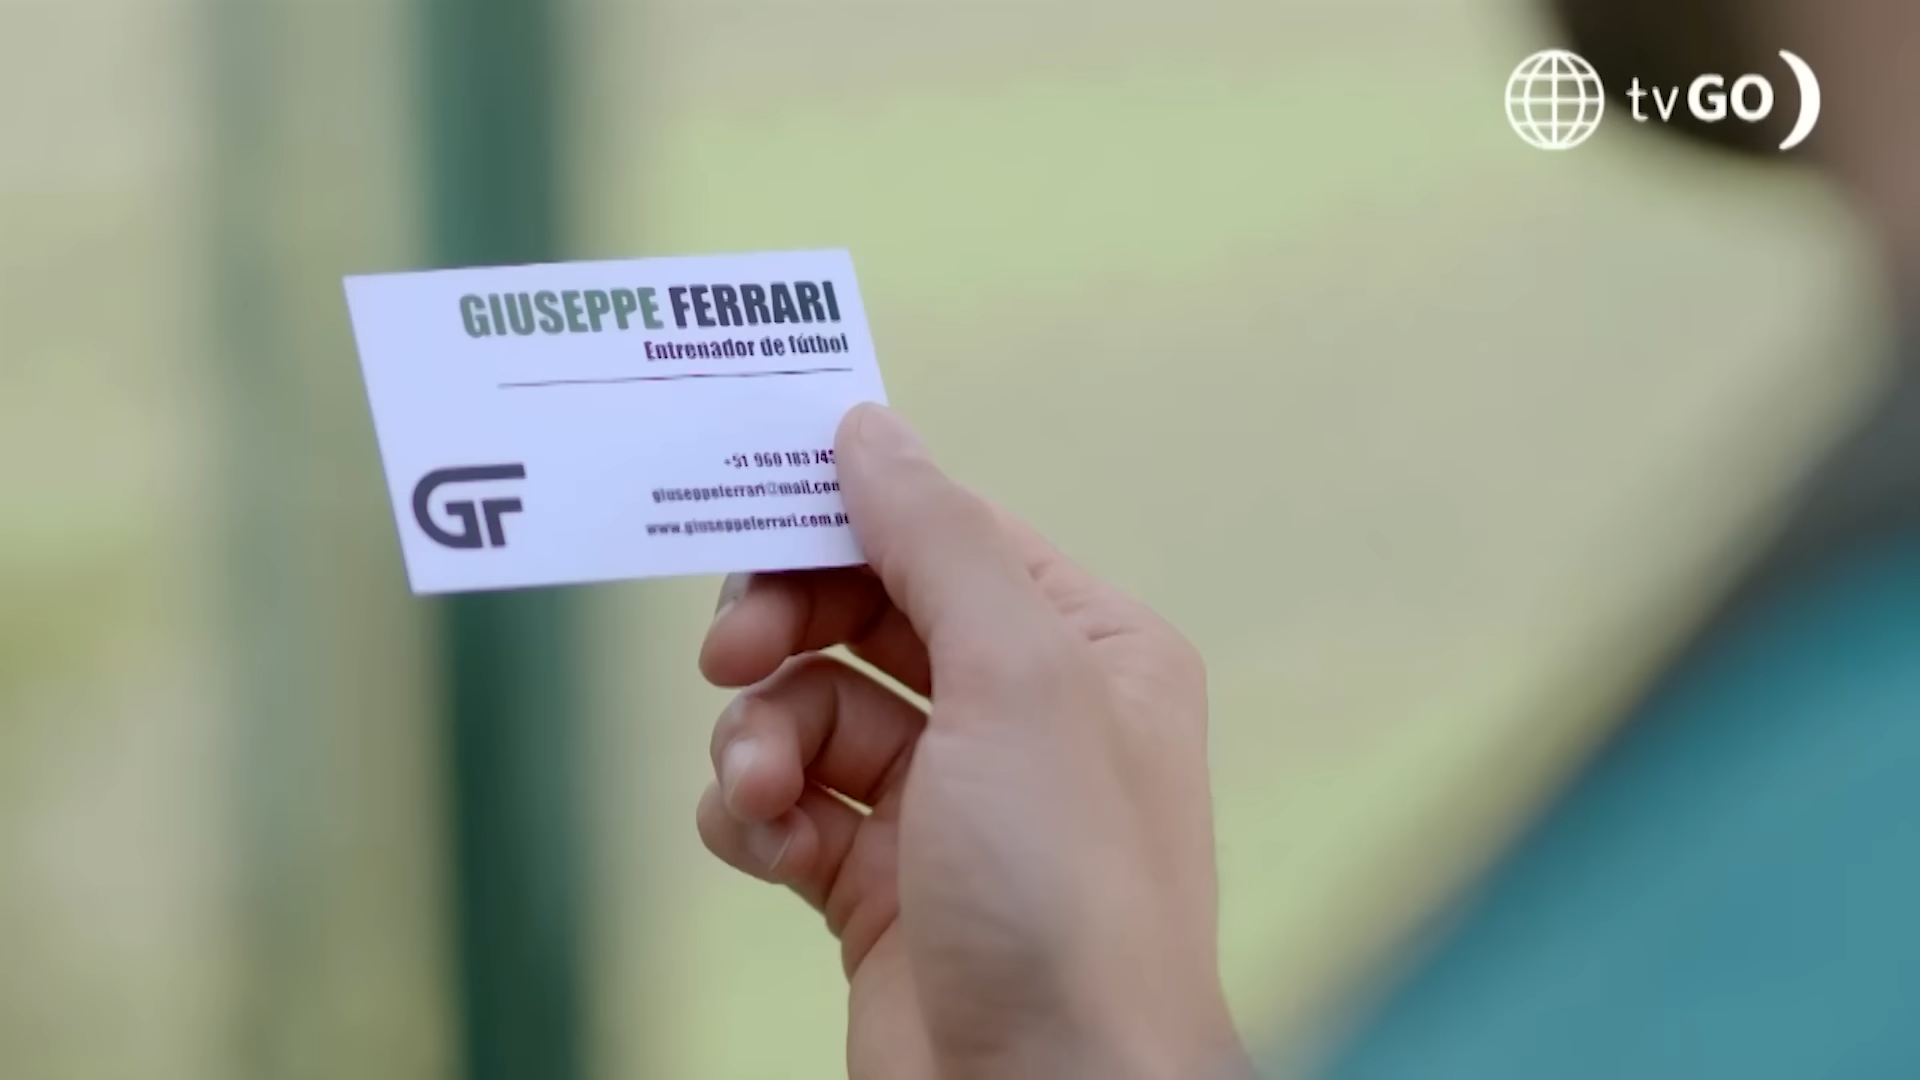 tvGO
GIUSEPPE FERRARI
Entrenador de fútbol
+51 960 183
giuseppeferrari@mail.com
www.giuseppeferrari.com.pe
GF